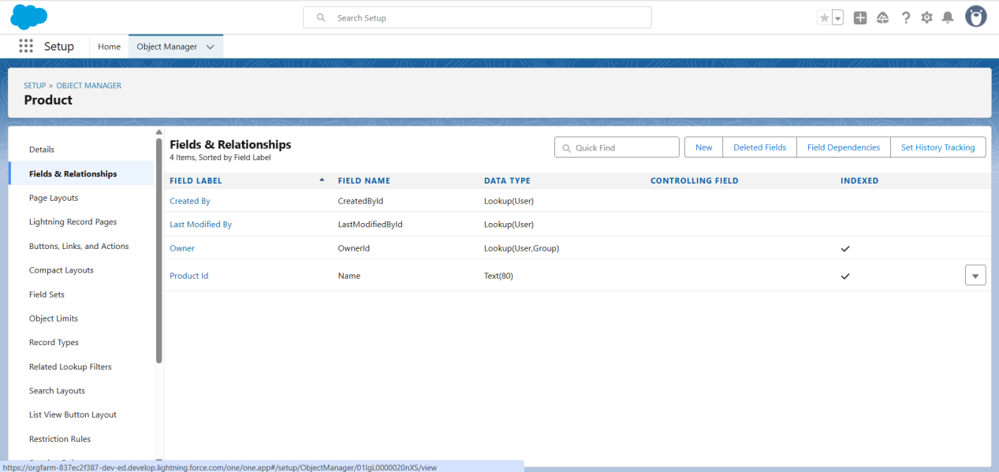 Search Setup
Setup
Home
Object Manager
SETUP > OBJECT MANAGER
Product
Details
Fields & Relationships
Page Layouts
Lightning Record Pages
Buttons, Links, and Actions
Compact Layouts
Field Sets
Object Limits
Record Types
Related Lookup Filters
Search Layouts
List View Button Layout
Restriction Rules
Fields & Relationships
4 Items, Sorted by Field Label
Quick Find
New
Deleted Fields
Field Dependencies
Set History Tracking
FIELD LABEL FIELD NAME DATA TYPE CONTROLLING FIELD INDEXED
Created By CreatedById Lookup(User)
Last Modified By LastModifiedById Lookup(User)
Owner OwnerId Lookup(User,Group)
Product Id Name Text(80)
https://orgfarm-837ec2f387-dev-ed.develop.lightning.force.com/one/one.app#/setup/ObjectManager/01IgL0000020nXS/view